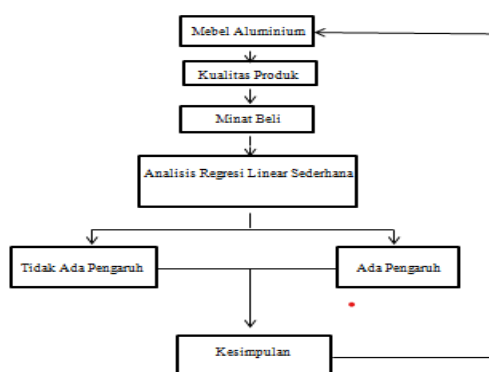 Mebel Aluminium
Kualitas Produk
Minat Beli
Analisis Regresi Linear Sederhana
Tidak Ada Pengaruh
Ada Pengaruh
Kesimpulan